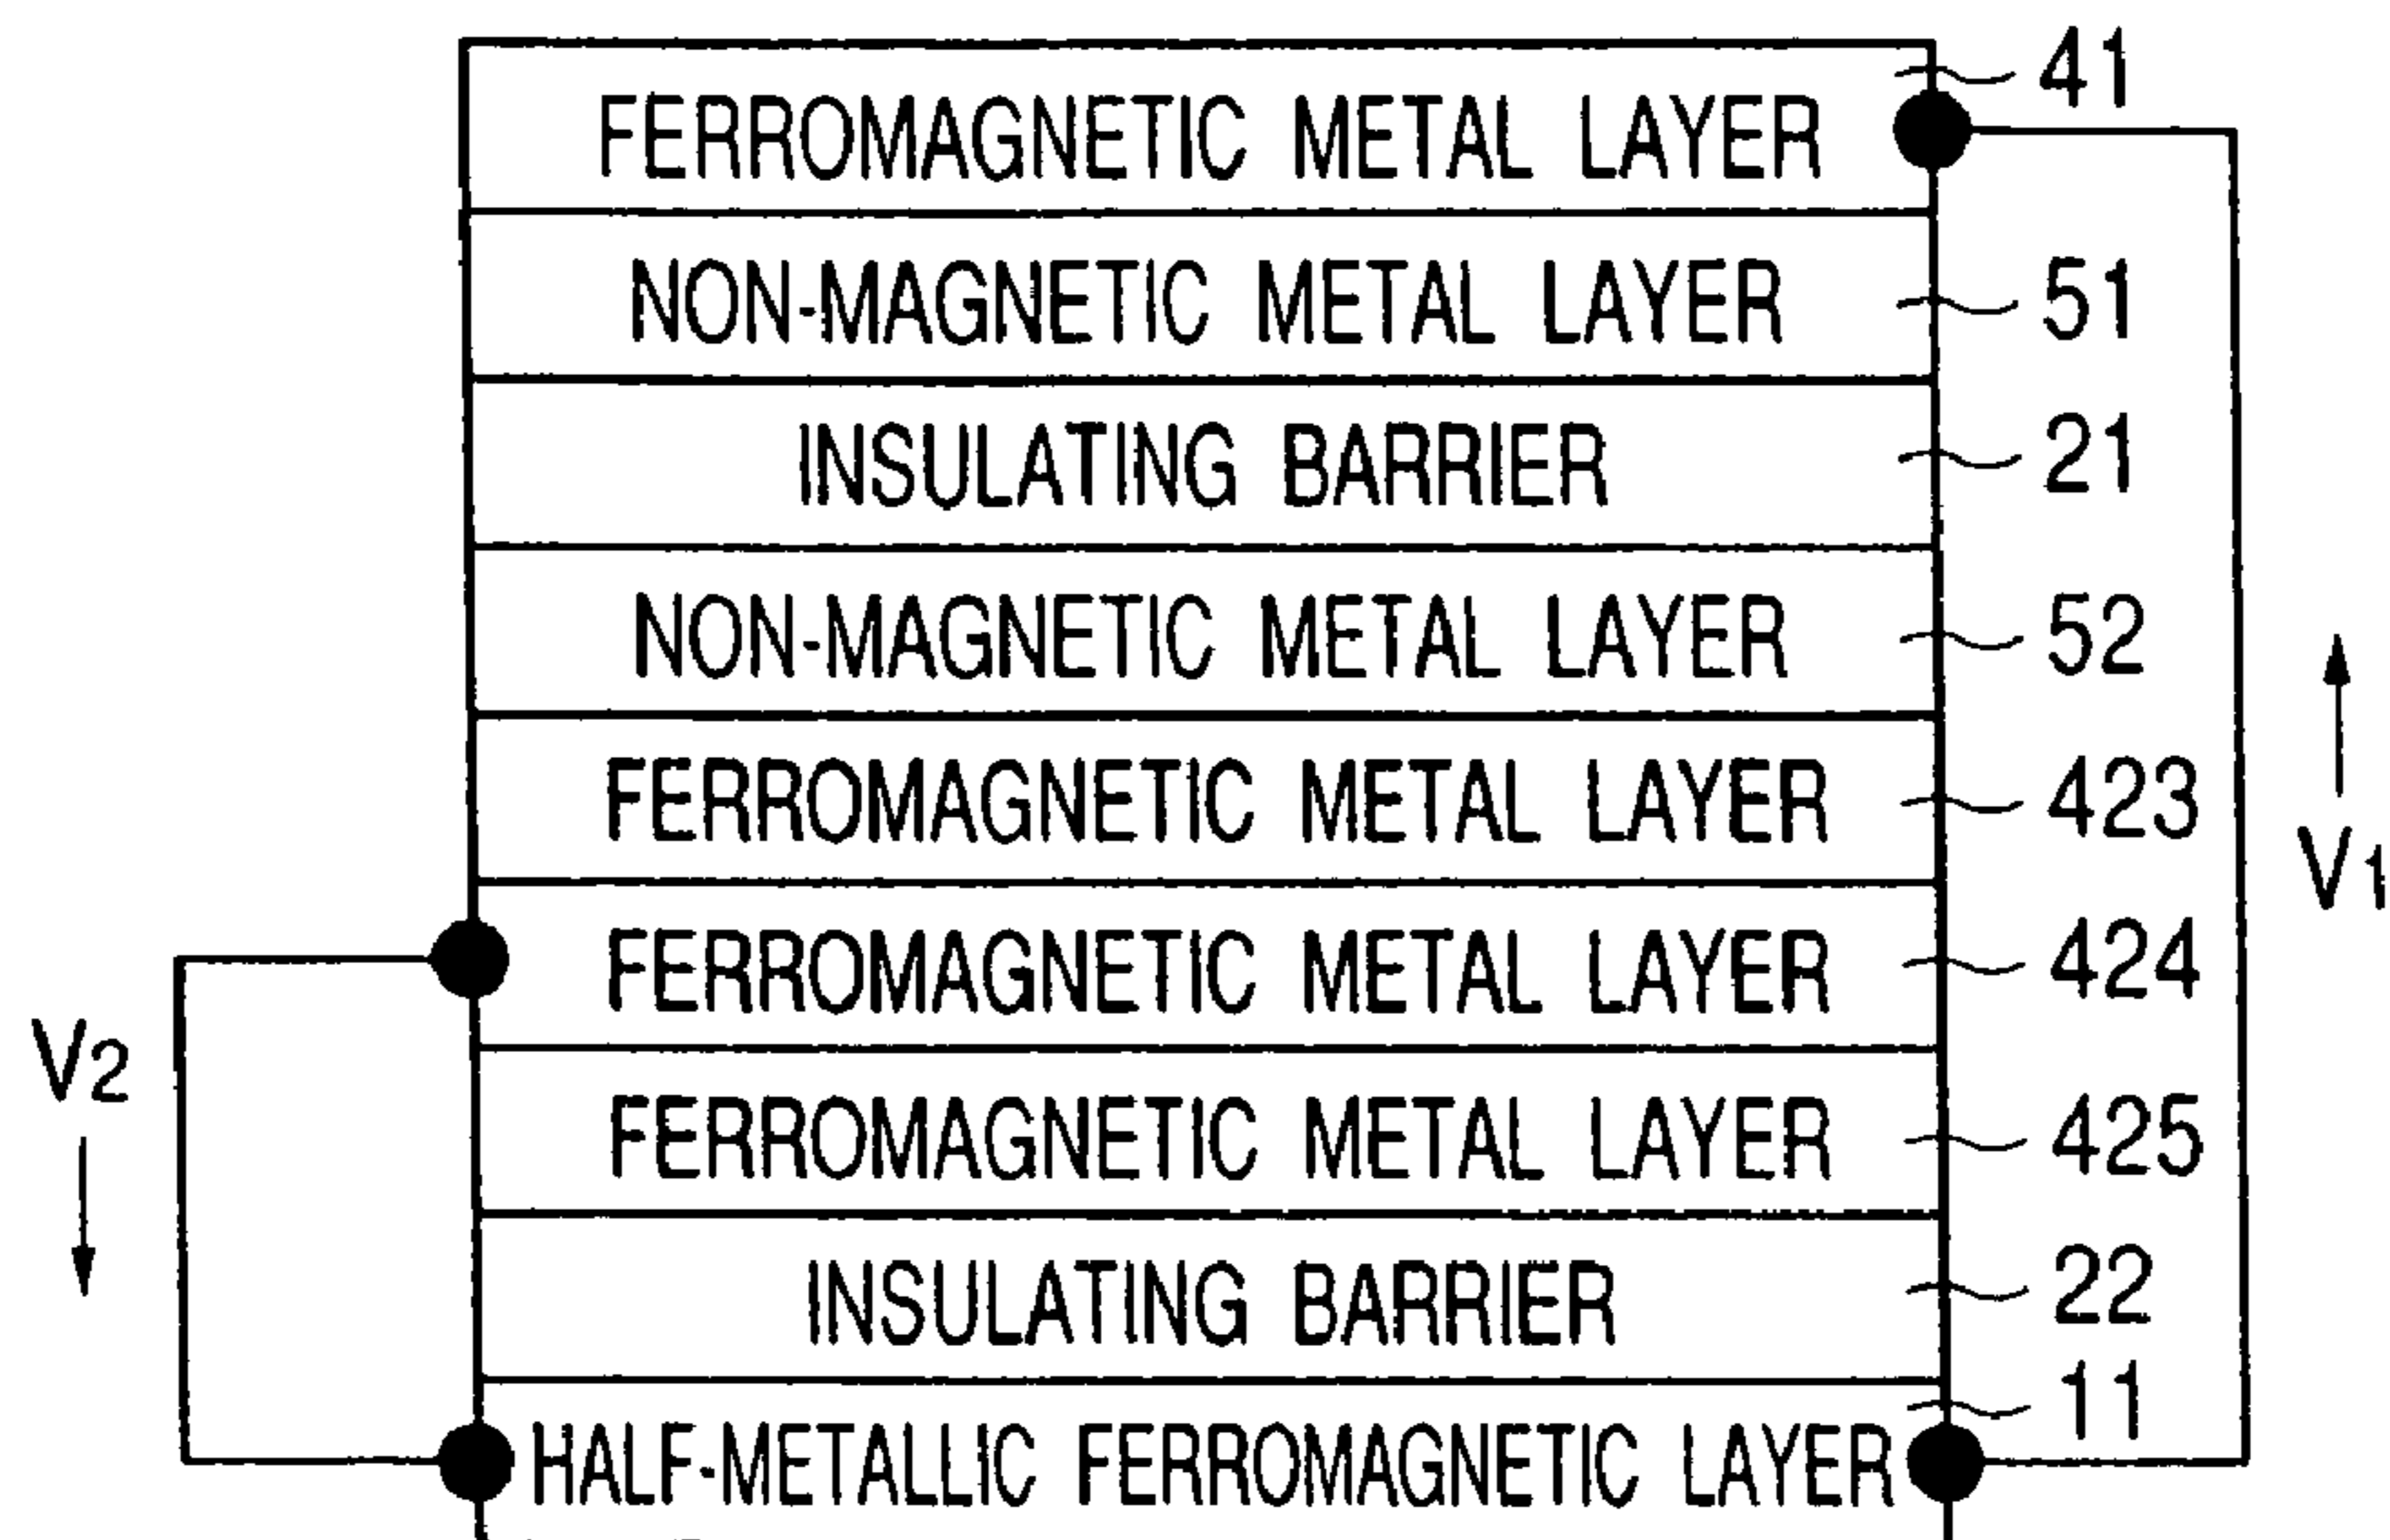 41
FERROMAGNETIC METAL LAYER
NON-MAGNETIC METAL LAYER 51
INSULATING BARRIER 21
NON-MAGNETIC METAL LAYER 52
FERROMAGNETIC METAL LAYER 423
V1
FERROMAGNETIC METAL LAYER 424
V2
FERROMAGNETIC METAL LAYER 425
INSULATING BARRIER 22
11
HALF-METALLIC FERROMAGNETIC LAYER